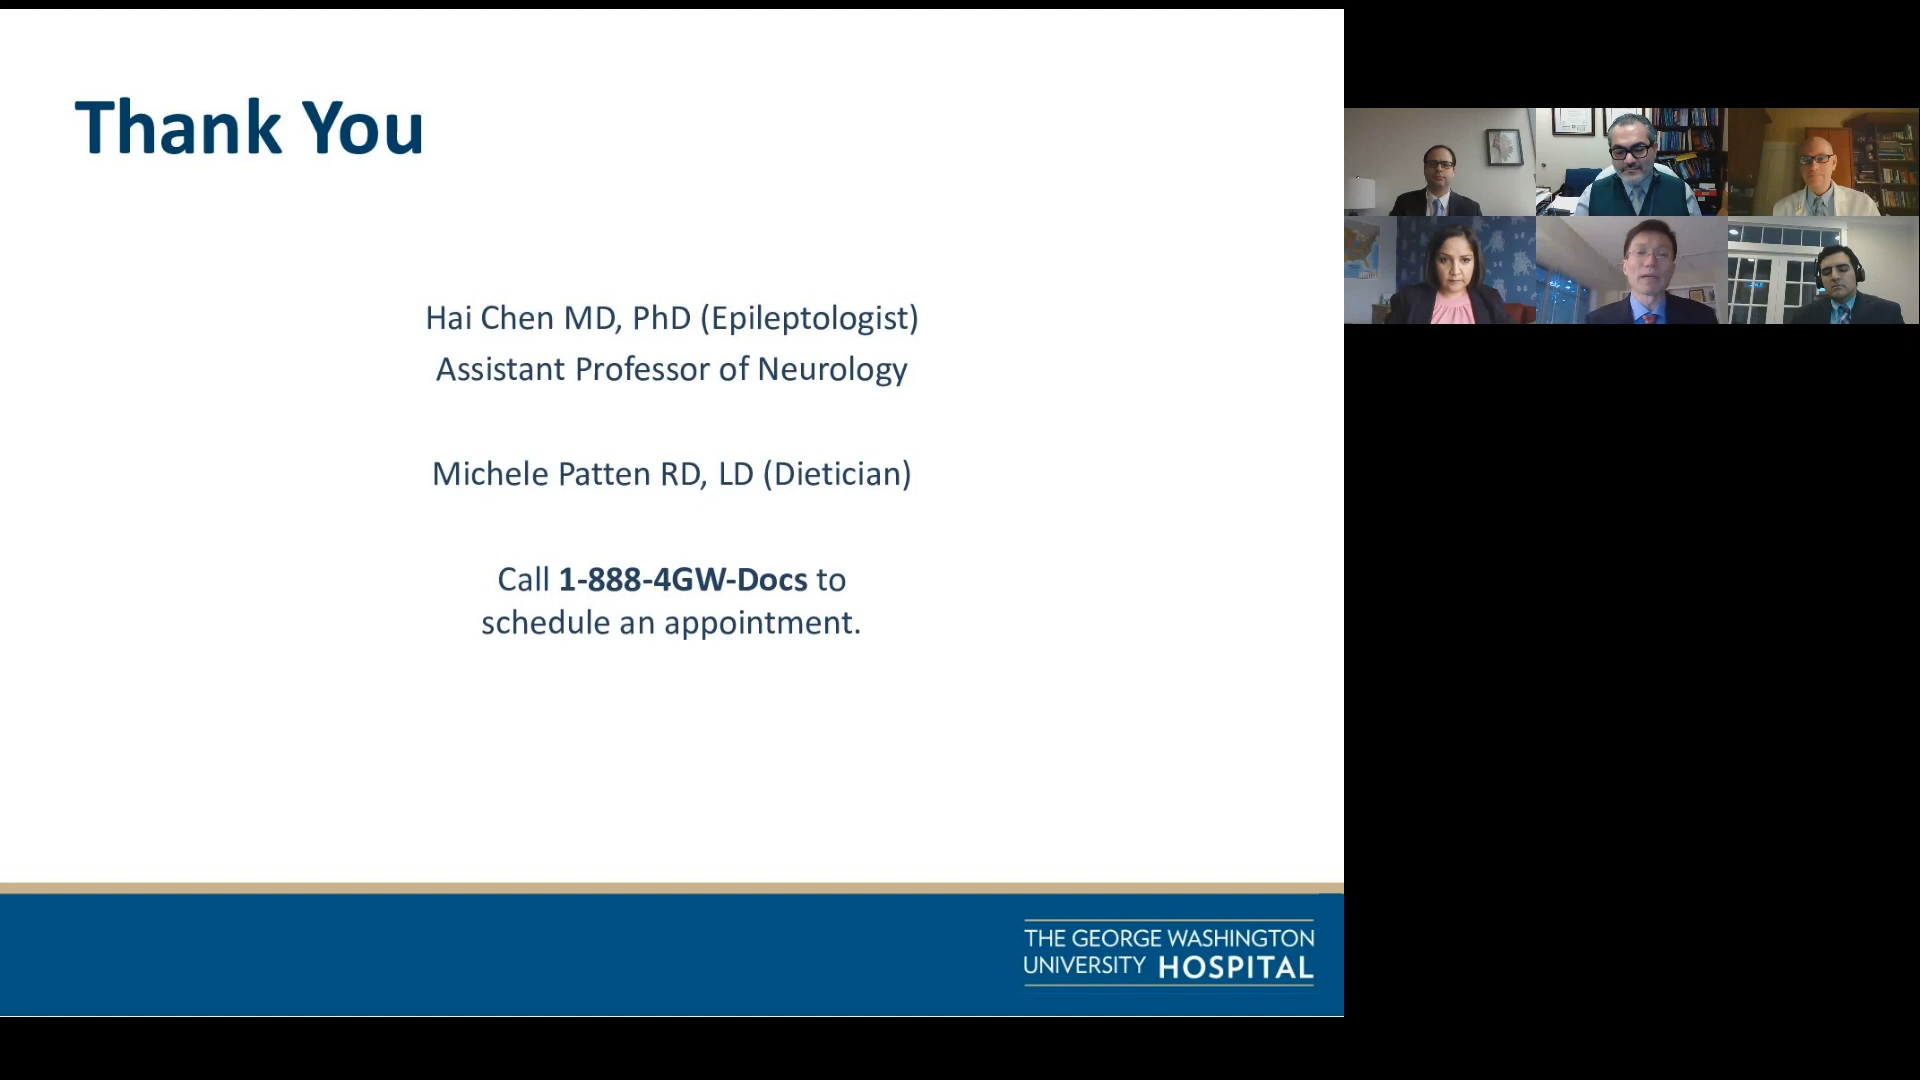 Thank You
Hai Chen MD, PhD (Epileptologist)
Assistant Professor of Neurology
Michele Patten RD, LD (Dietician)
Call 1-888-4GW-Docs to
schedule an appointment.
THE GEORGE WASHINGTON
UNIVERSITY HOSPITAL